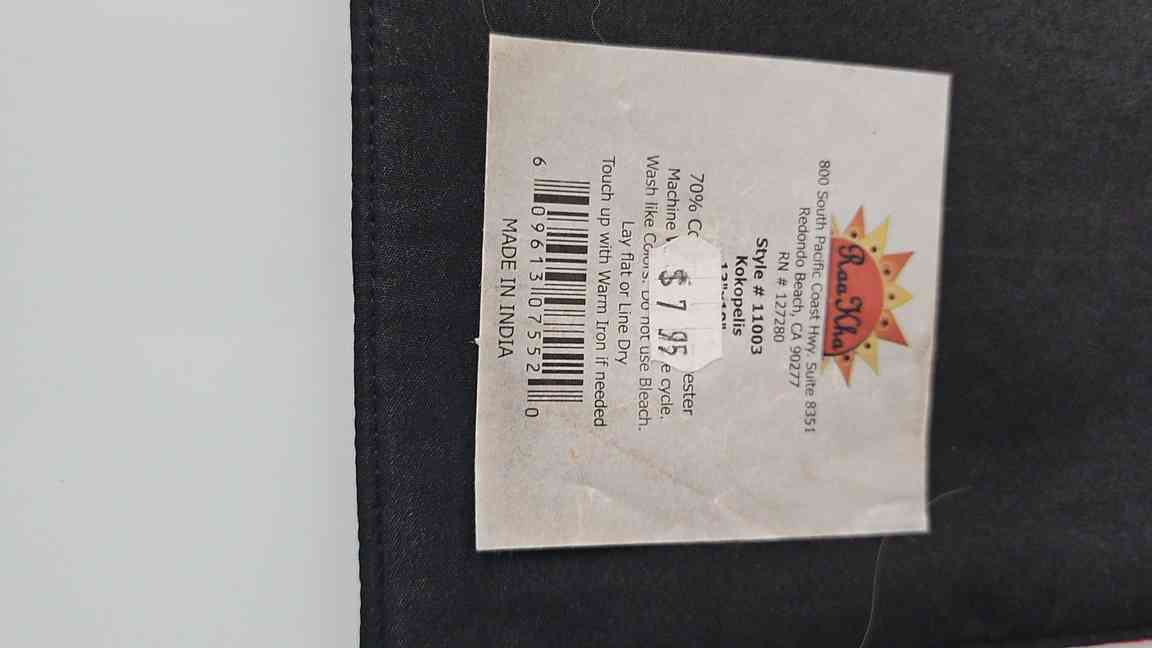 Raa Kha
800 South Pacific Coast Hwy. Suite 8351
Redondo Beach, CA 90277
RN # 127280
Style # 11003
Kokopelis
70% ester
Machine e cycle.
Wash like Colors. Do not use Bleach.
Lay flat or Line Dry
Touch up with Warm Iron if needed
$ 7 95
6 09613 07552 0
MADE IN INDIA